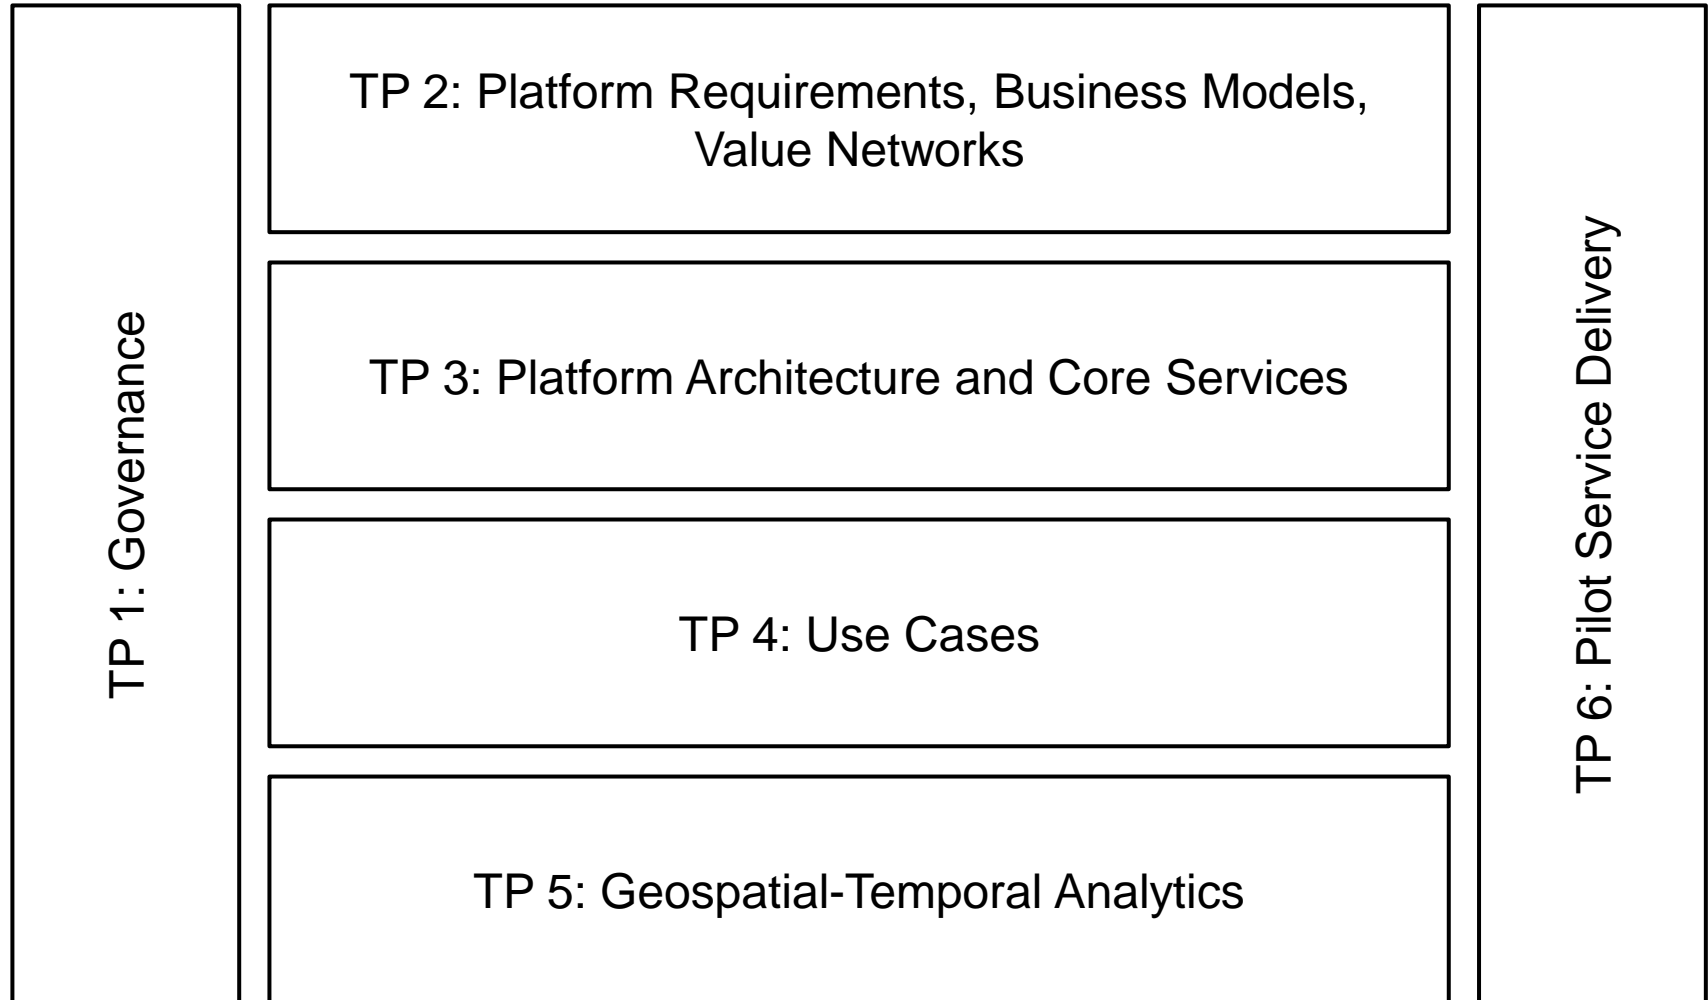 TP 1: Governance
TP 2: Platform Requirements, Business Models,
Value Networks
TP 3: Platform Architecture and Core Services
TP 4: Use Cases
TP 5: Geospatial-Temporal Analytics
TP 6: Pilot Service Delivery